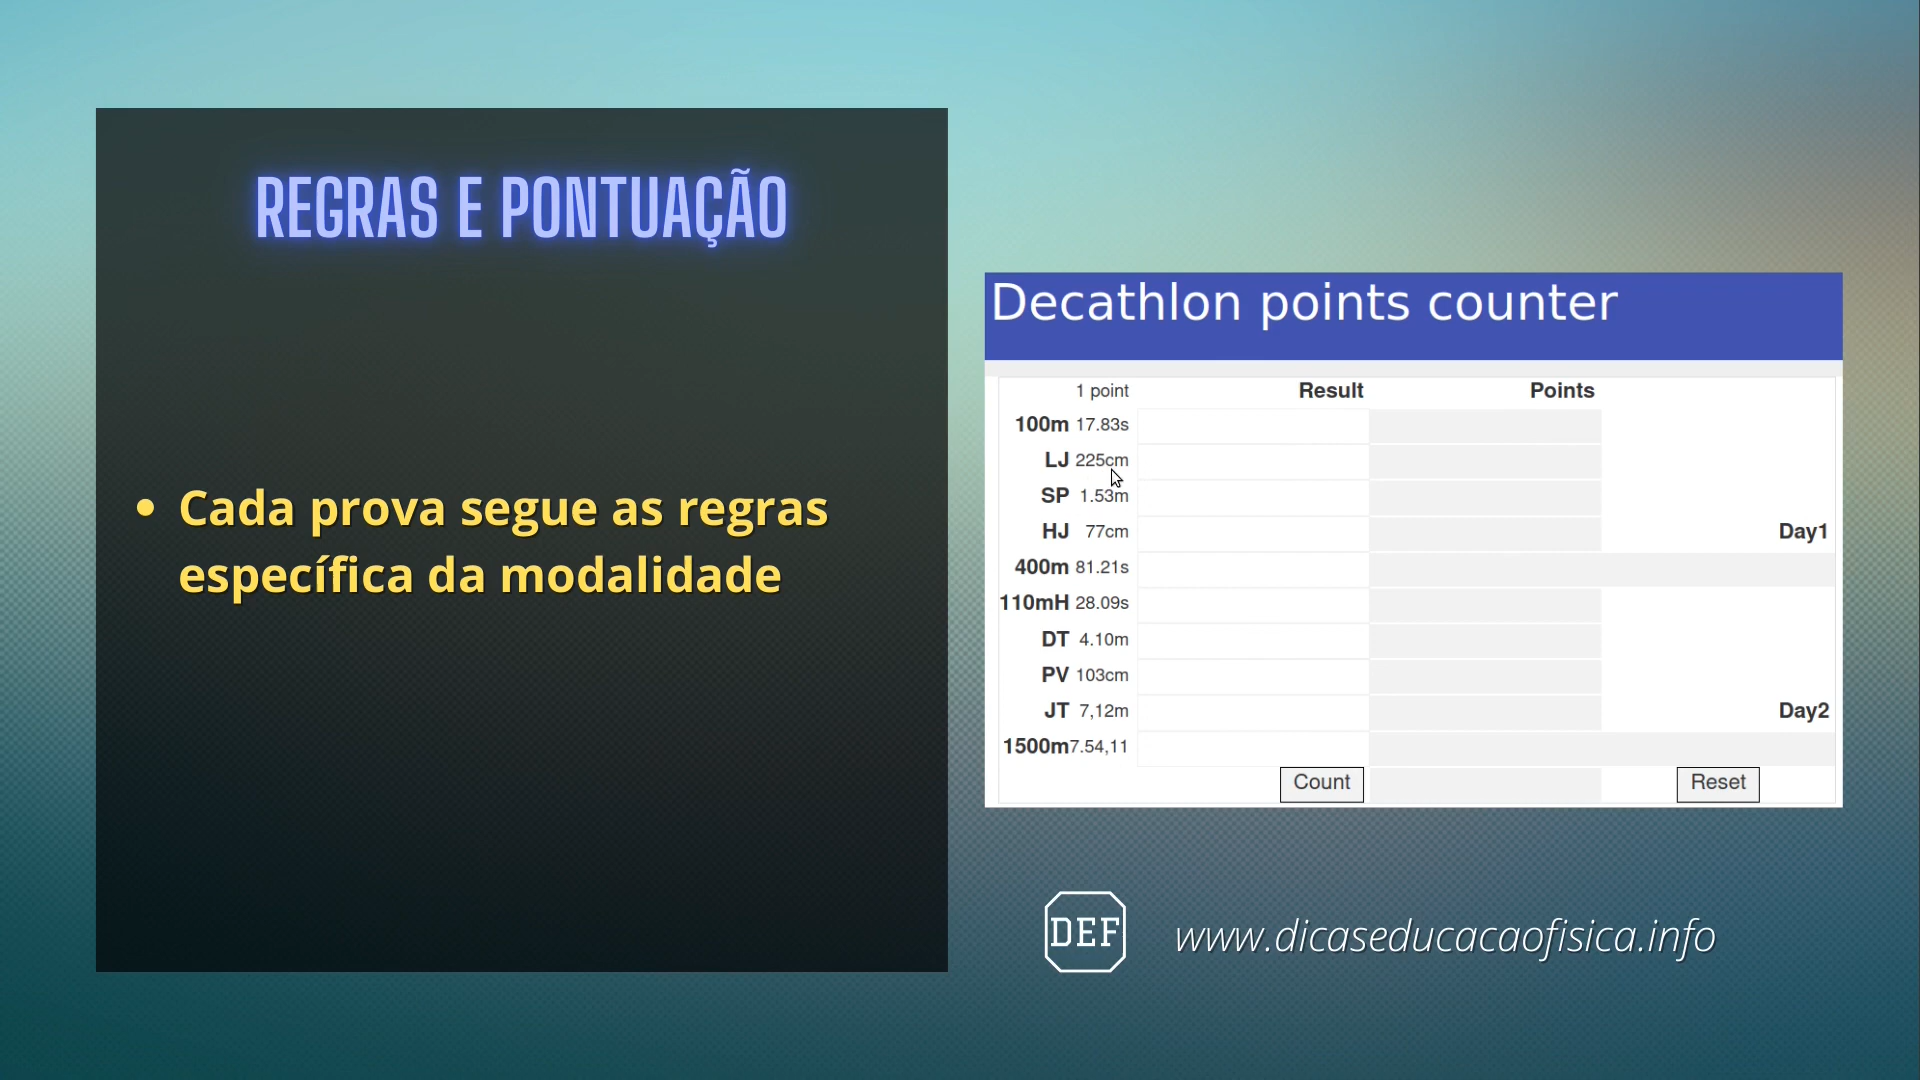 REGRAS E PONTUAÇÃO
• Cada prova segue as regras
específica da modalidade
Decathlon points counter
1 point Result Points
100m 17.83s
LJ 225cm
SP 1.53m
HJ 77cm Day1
400m 81.21s
110mH 28.09s
DT 4.10m
PV 103cm
JT 7,12m Day2
1500m 7.54,11
Count Reset
DEF www.dicaseducacaofisica.info